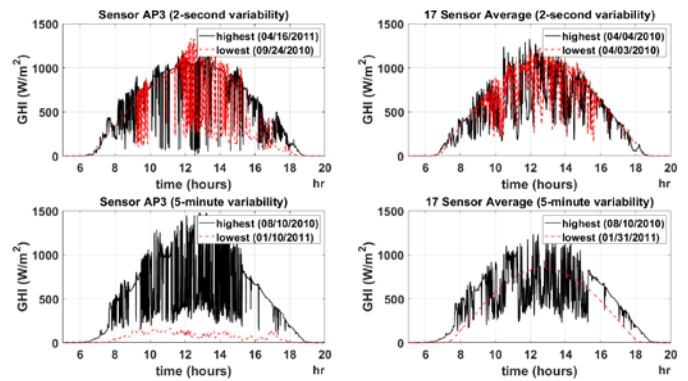 Sensor AP3 (2-second variability)
1500
1000
500
0
GHI (W/m²)
highest (04/16/2011)
lowest (09/24/2010)
6 8 10 12 14 16 18 20
time (hours)
hr
17 Sensor Average (2-second variability)
1500
1000
500
0
GHI (W/m²)
highest (04/04/2010)
lowest (04/03/2010)
6 8 10 12 14 16 18 20
time (hours)
hr
Sensor AP3 (5-minute variability)
1500
1000
500
0
GHI (W/m²)
highest (08/10/2010)
lowest (01/10/2011)
6 8 10 12 14 16 18 20
time (hours)
hr
17 Sensor Average (5-minute variability)
1500
1000
500
0
GHI (W/m²)
highest (08/10/2010)
lowest (01/31/2011)
6 8 10 12 14 16 18 20
time (hours)
hr